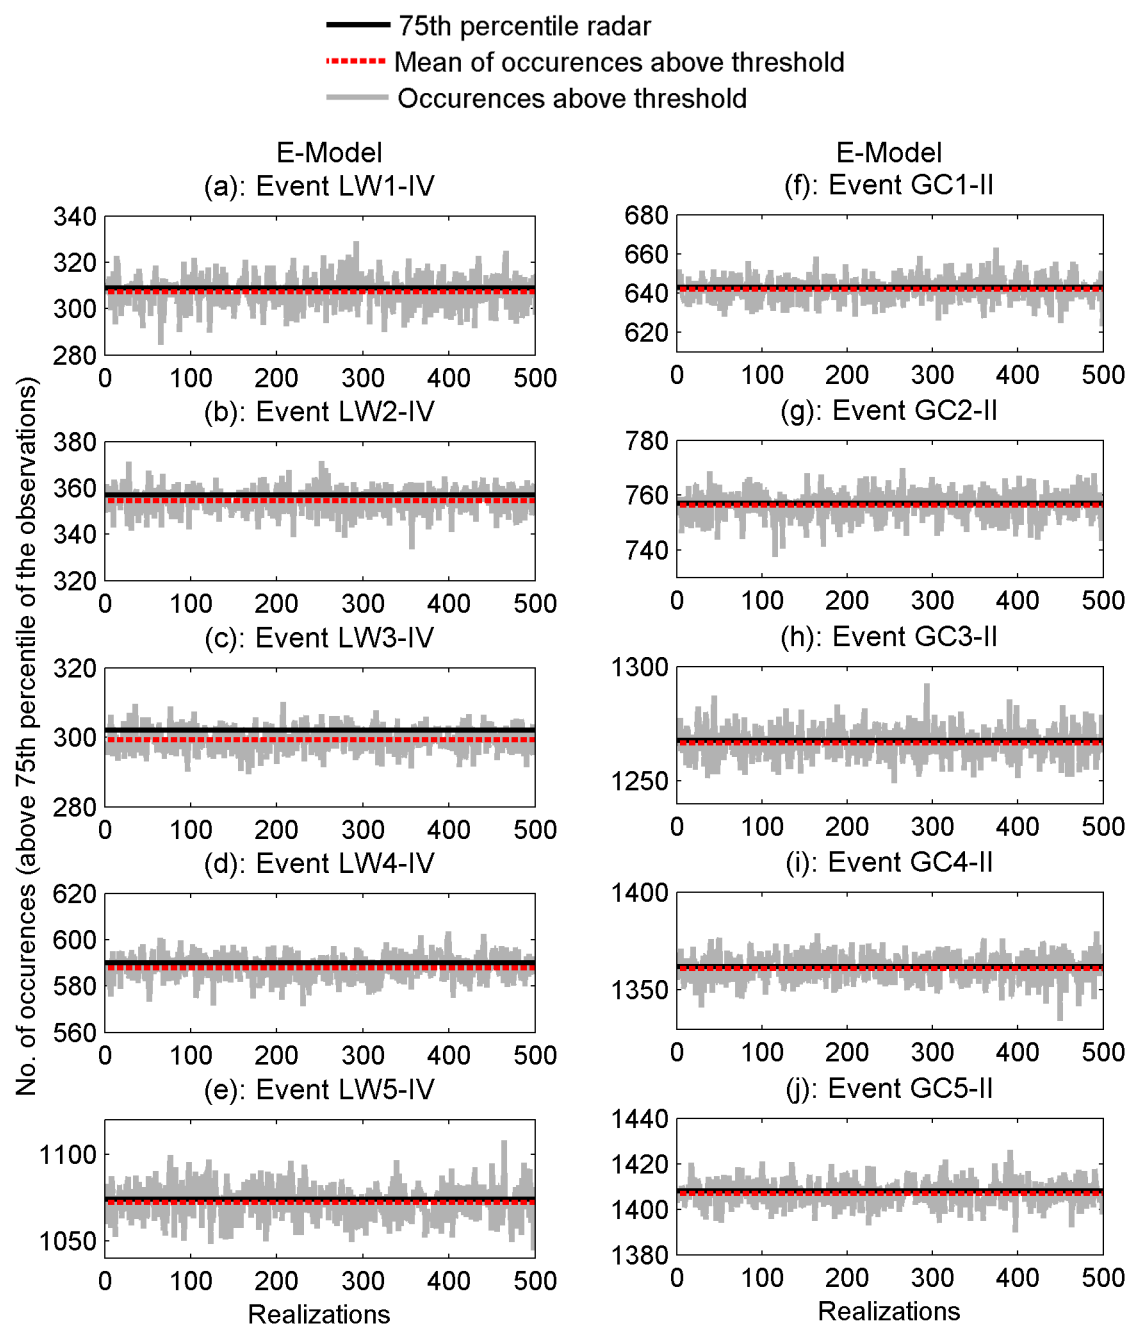 75th percentile radar
Mean of occurences above threshold
Occurences above threshold
No. of occurences (above 75th percentile of the observations)
E-Model
(a): Event LW1-IV
340
320
300
280
0 100 200 300 400 500
(b): Event LW2-IV
380
360
340
320
0 100 200 300 400 500
(c): Event LW3-IV
320
300
280
0 100 200 300 400 500
(d): Event LW4-IV
620
600
580
560
0 100 200 300 400 500
(e): Event LW5-IV
1100
1050
0 100 200 300 400 500
Realizations
E-Model
(f): Event GC1-II
680
660
640
620
0 100 200 300 400 500
(g): Event GC2-II
780
760
740
0 100 200 300 400 500
(h): Event GC3-II
1300
1250
0 100 200 300 400 500
(i): Event GC4-II
1400
1350
0 100 200 300 400 500
(j): Event GC5-II
1440
1420
1400
1380
0 100 200 300 400 500
Realizations